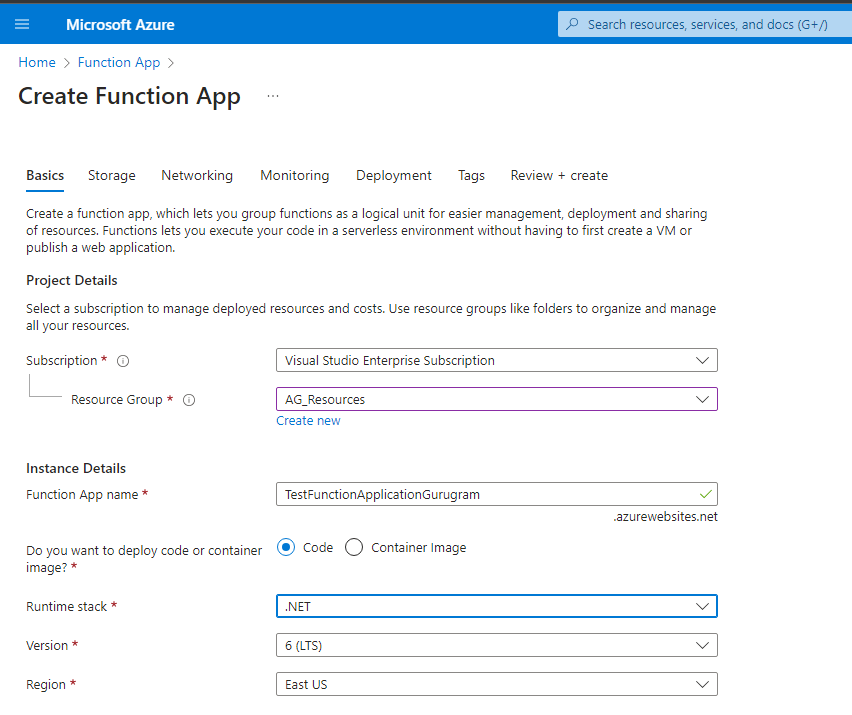 Microsoft Azure
Search resources, services, and docs (G+/)
Home > Function App >
Create Function App ...
Basics Storage Networking Monitoring Deployment Tags Review + create
Create a function app, which lets you group functions as a logical unit for easier management, deployment and sharing
of resources. Functions lets you execute your code in a serverless environment without having to first create a VM or
publish a web application.
Project Details
Select a subscription to manage deployed resources and costs. Use resource groups like folders to organize and manage
all your resources.
Subscription * Visual Studio Enterprise Subscription
Resource Group * AG_Resources
Create new
Instance Details
Function App name * TestFunctionApplicationGurugram
.azurewebsites.net
Do you want to deploy code or container Code Container Image
image? *
Runtime stack * .NET
Version * 6 (LTS)
Region * East US